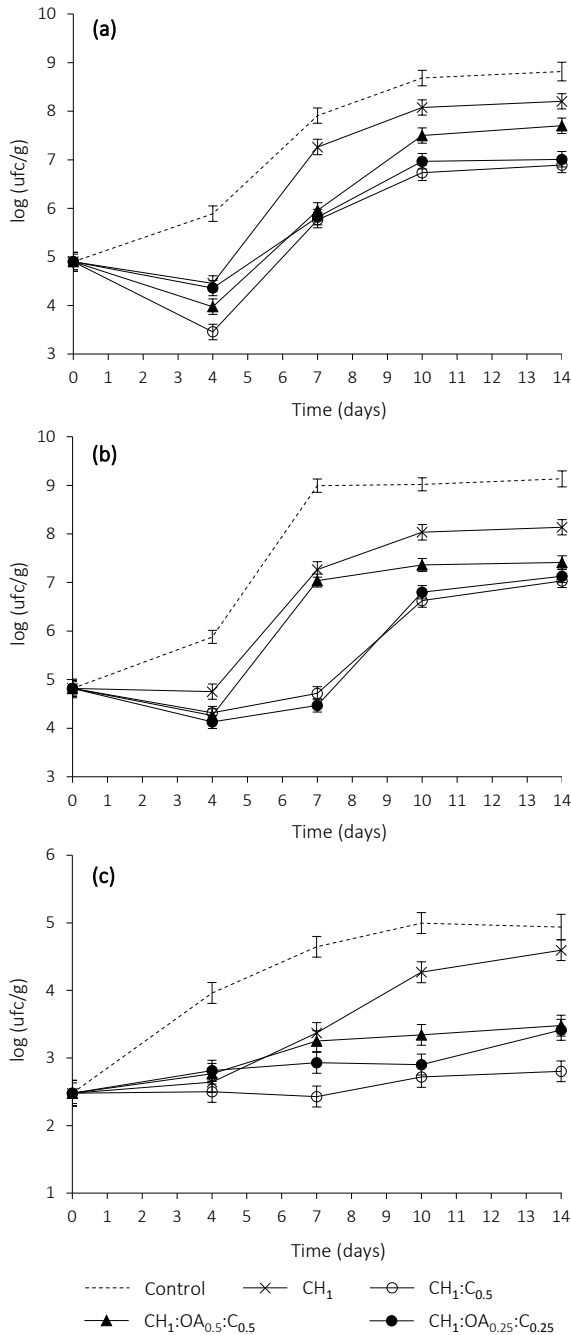 (a)
10
9
8
7
6
5
4
3
log (ufc/g)
0 1 2 3 4 5 6 7 8 9 10 11 12 13 14
Time (days)
(b)
10
9
8
7
6
5
4
3
log (ufc/g)
0 1 2 3 4 5 6 7 8 9 10 11 12 13 14
Time (days)
(c)
6
5
4
3
2
1
log (ufc/g)
0 1 2 3 4 5 6 7 8 9 10 11 12 13 14
Time (days)
Control CH₁ CH₁:C₀.₅
CH₁:OA₀.₅:C₀.₅ CH₁:OA₀.₂₅:C₀.₂₅